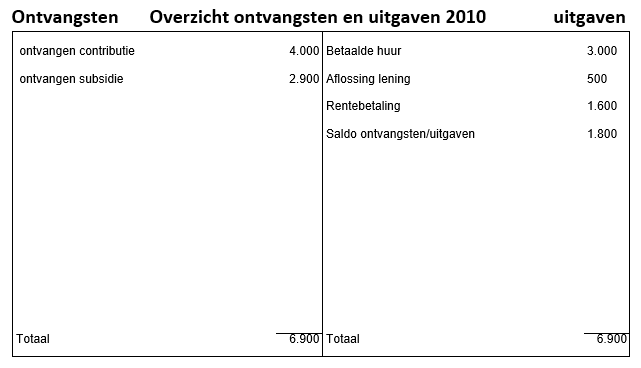 Ontvangsten Overzicht ontvangsten en uitgaven 2010 uitgaven
ontvangen contributie 4.000 Betaalde huur 3.000
ontvangen subsidie 2.900 Aflossing lening 500
Rentebetaling 1.600
Saldo ontvangsten/uitgaven 1.800
Totaal 6.900 Totaal 6.900